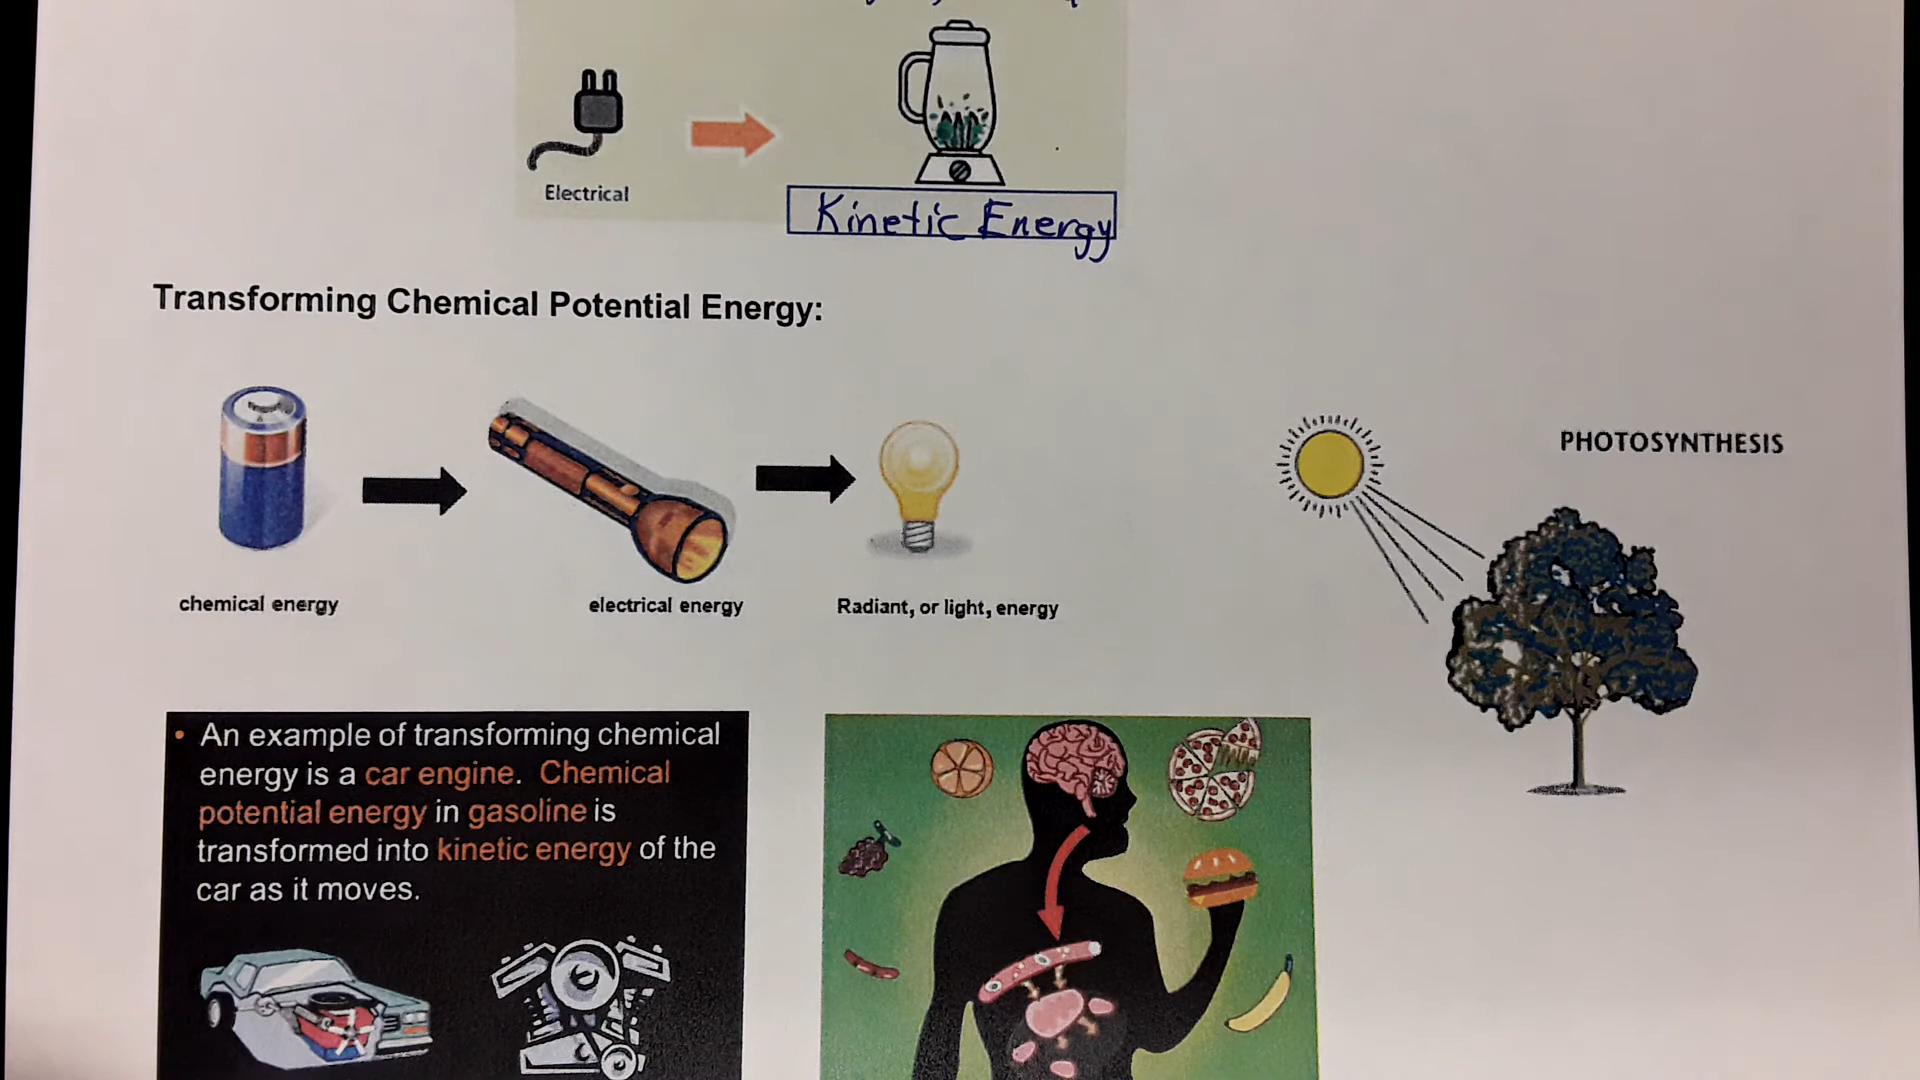 Electrical
Kinetic Energy
Transforming Chemical Potential Energy:
chemical energy
electrical energy
Radiant, or light, energy
PHOTOSYNTHESIS
• An example of transforming chemical
energy is a car engine. Chemical
potential energy in gasoline is
transformed into kinetic energy of the
car as it moves.